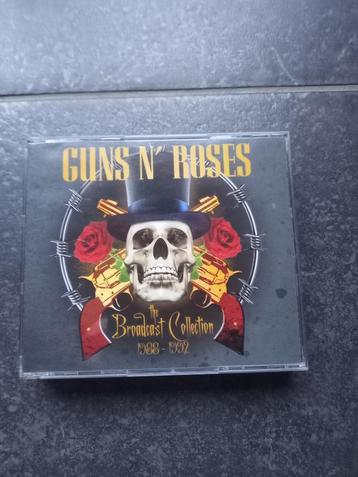 GUNS N' ROSES
the
Broadcast Collection
1988 - 1992